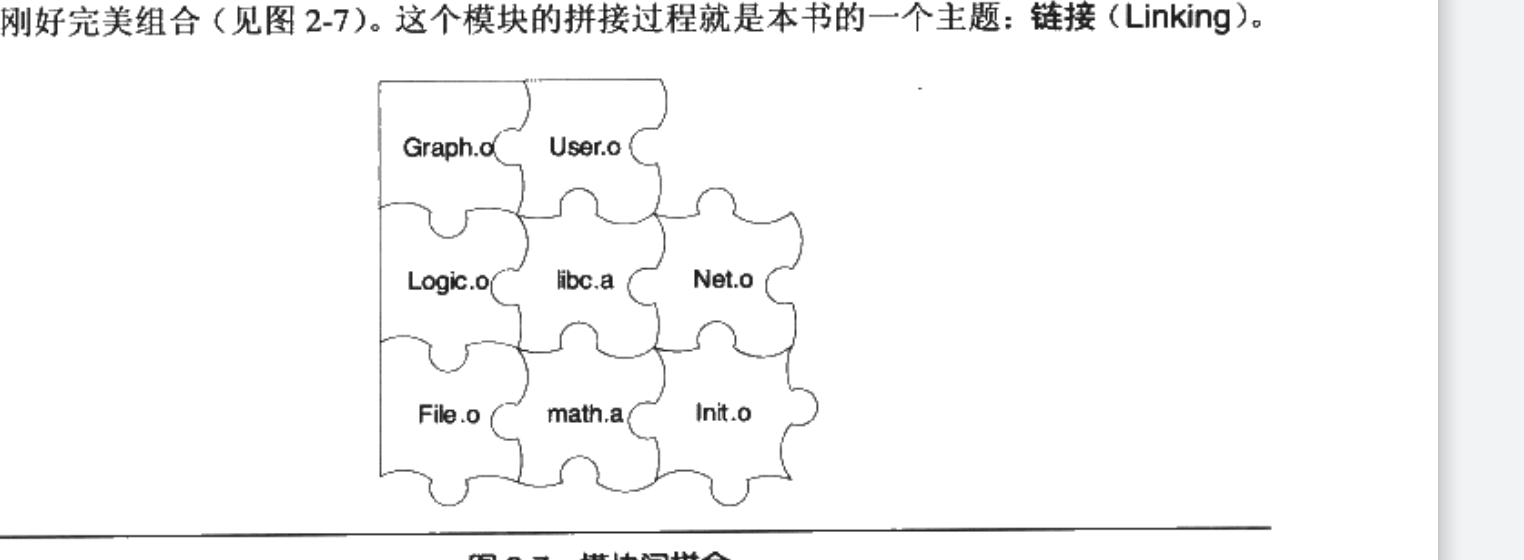 刚好完美组合（见图 2-7）。这个模块的拼接过程就是本书的一个主题：链接（Linking）。
Graph.o
User.o
Logic.o
libc.a
Net.o
File.o
math.a
Init.o